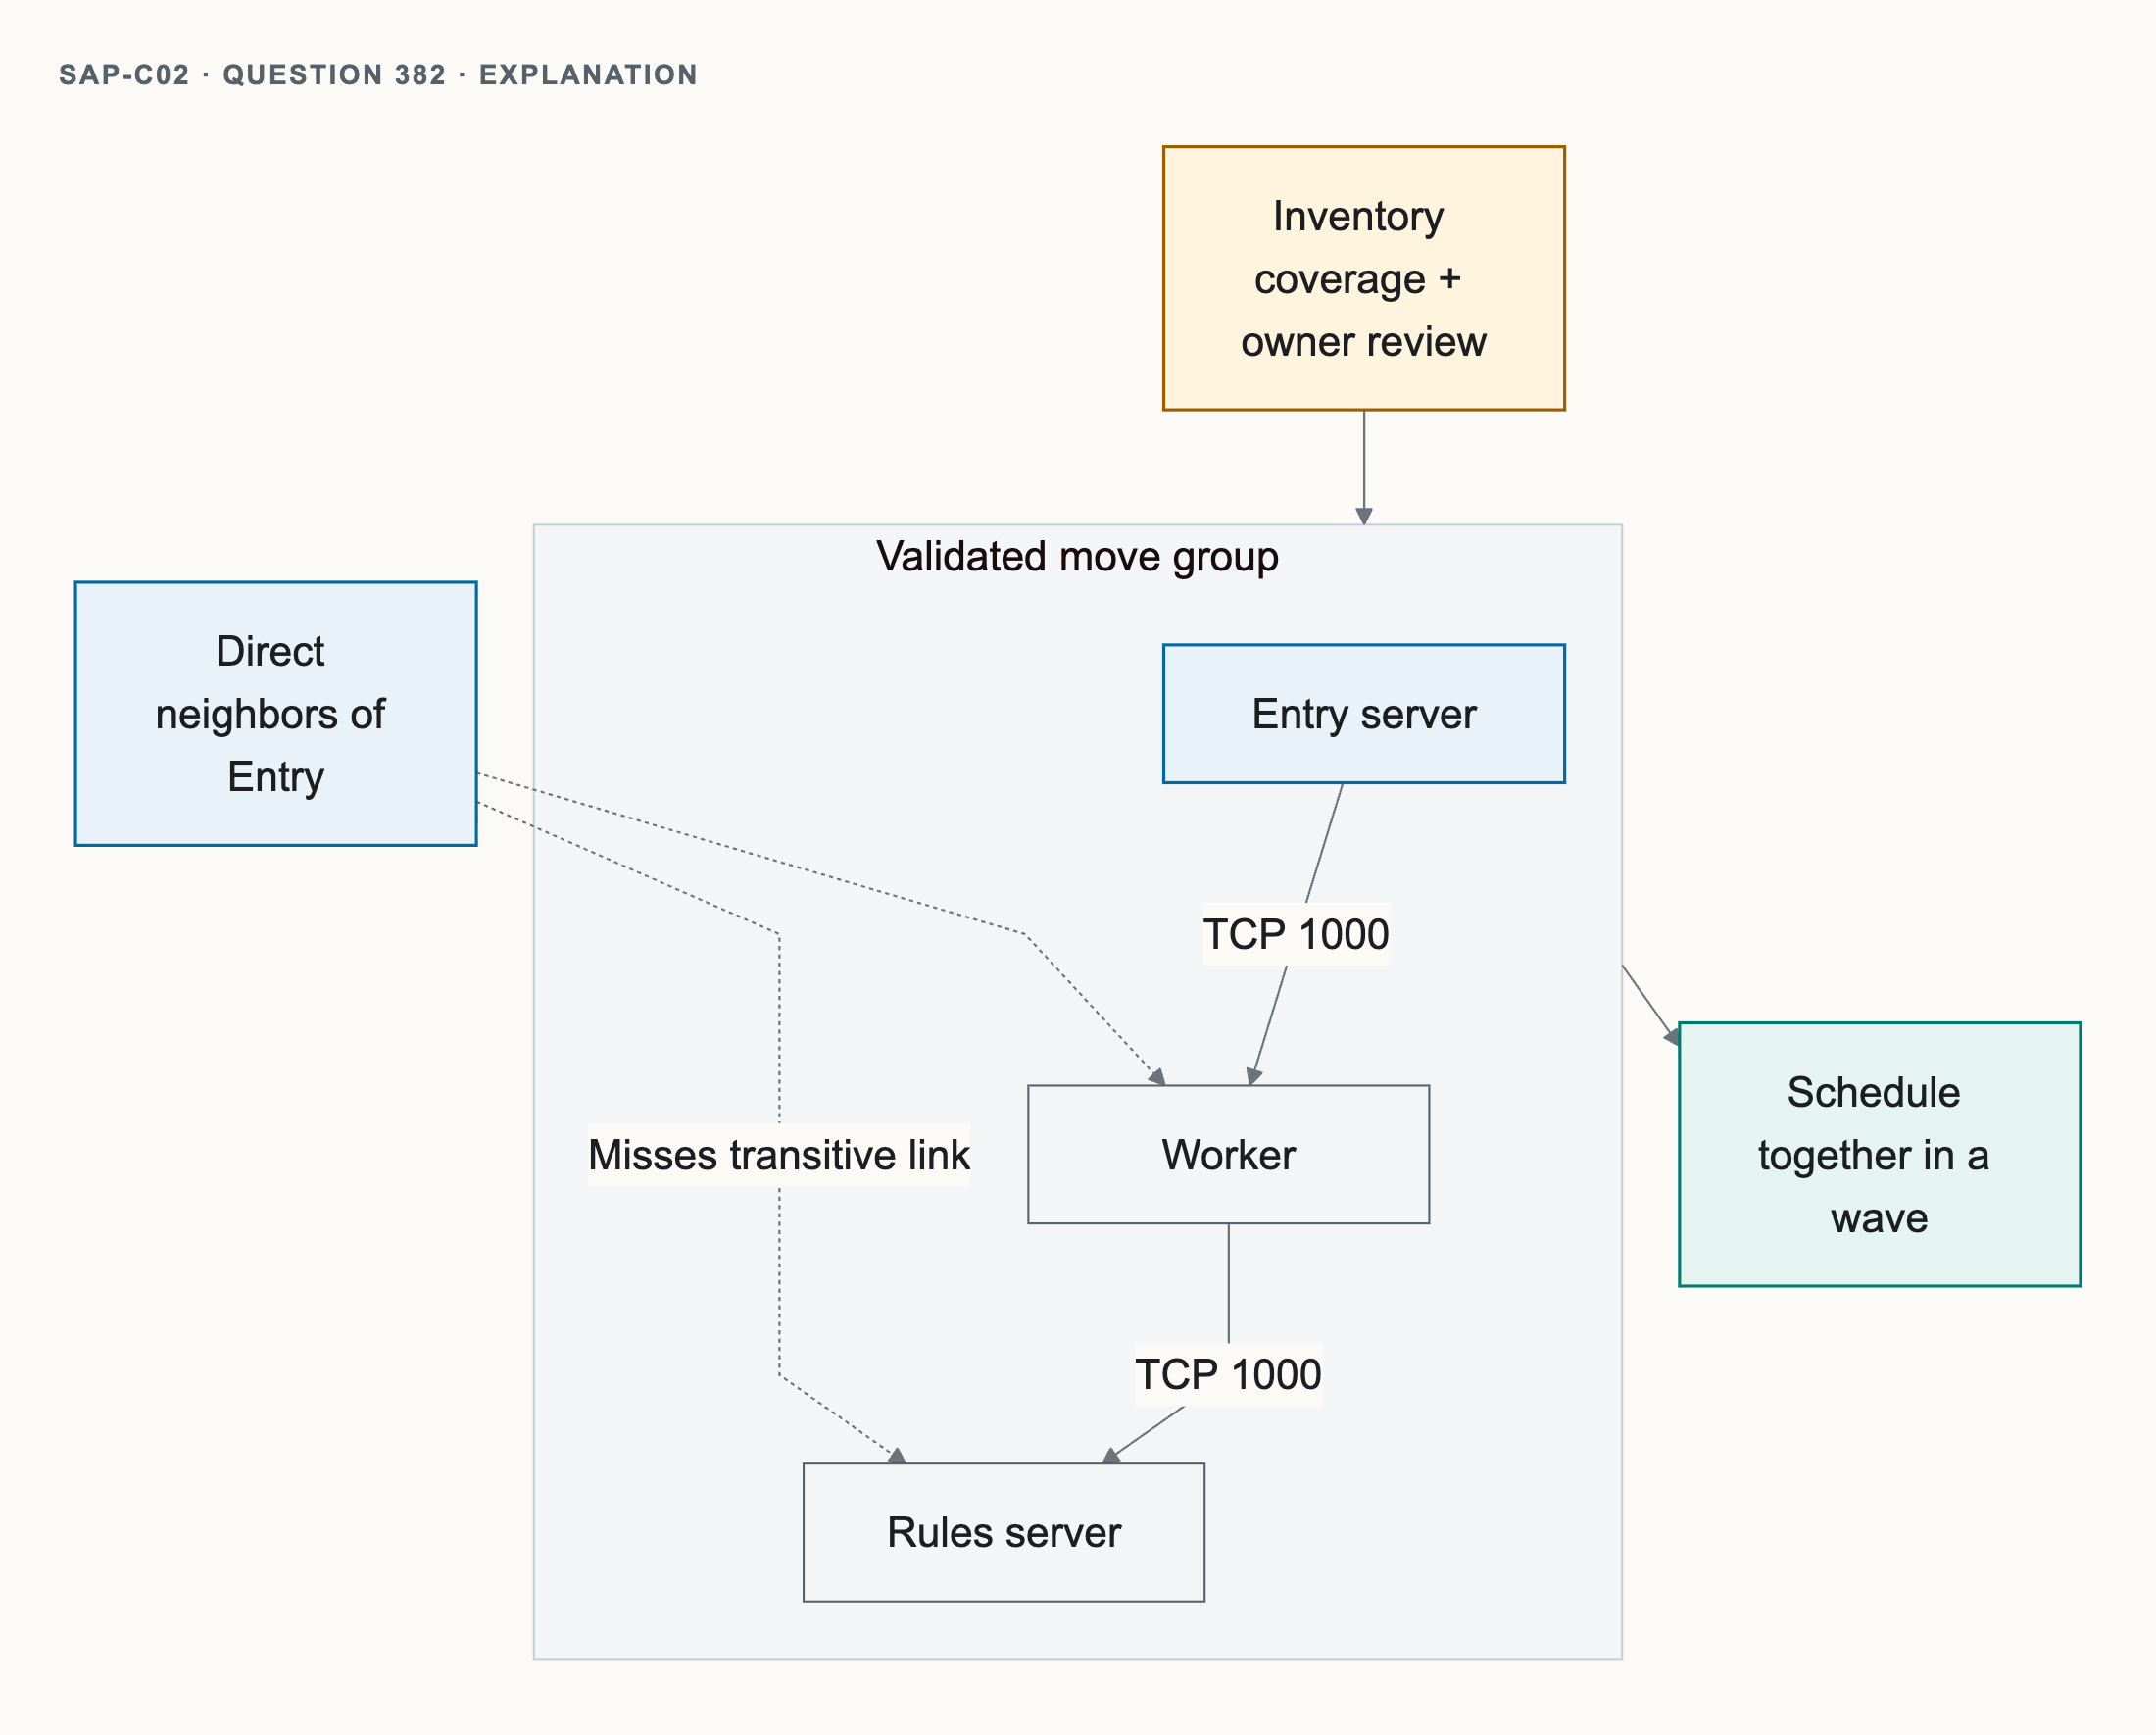 SAP-C02 · QUESTION 382 · EXPLANATION
Inventory
coverage +
owner review
Validated move group
Direct
neighbors of
Entry
Entry server
TCP 1000
Misses transitive link
Worker
Schedule
together in a
wave
TCP 1000
Rules server